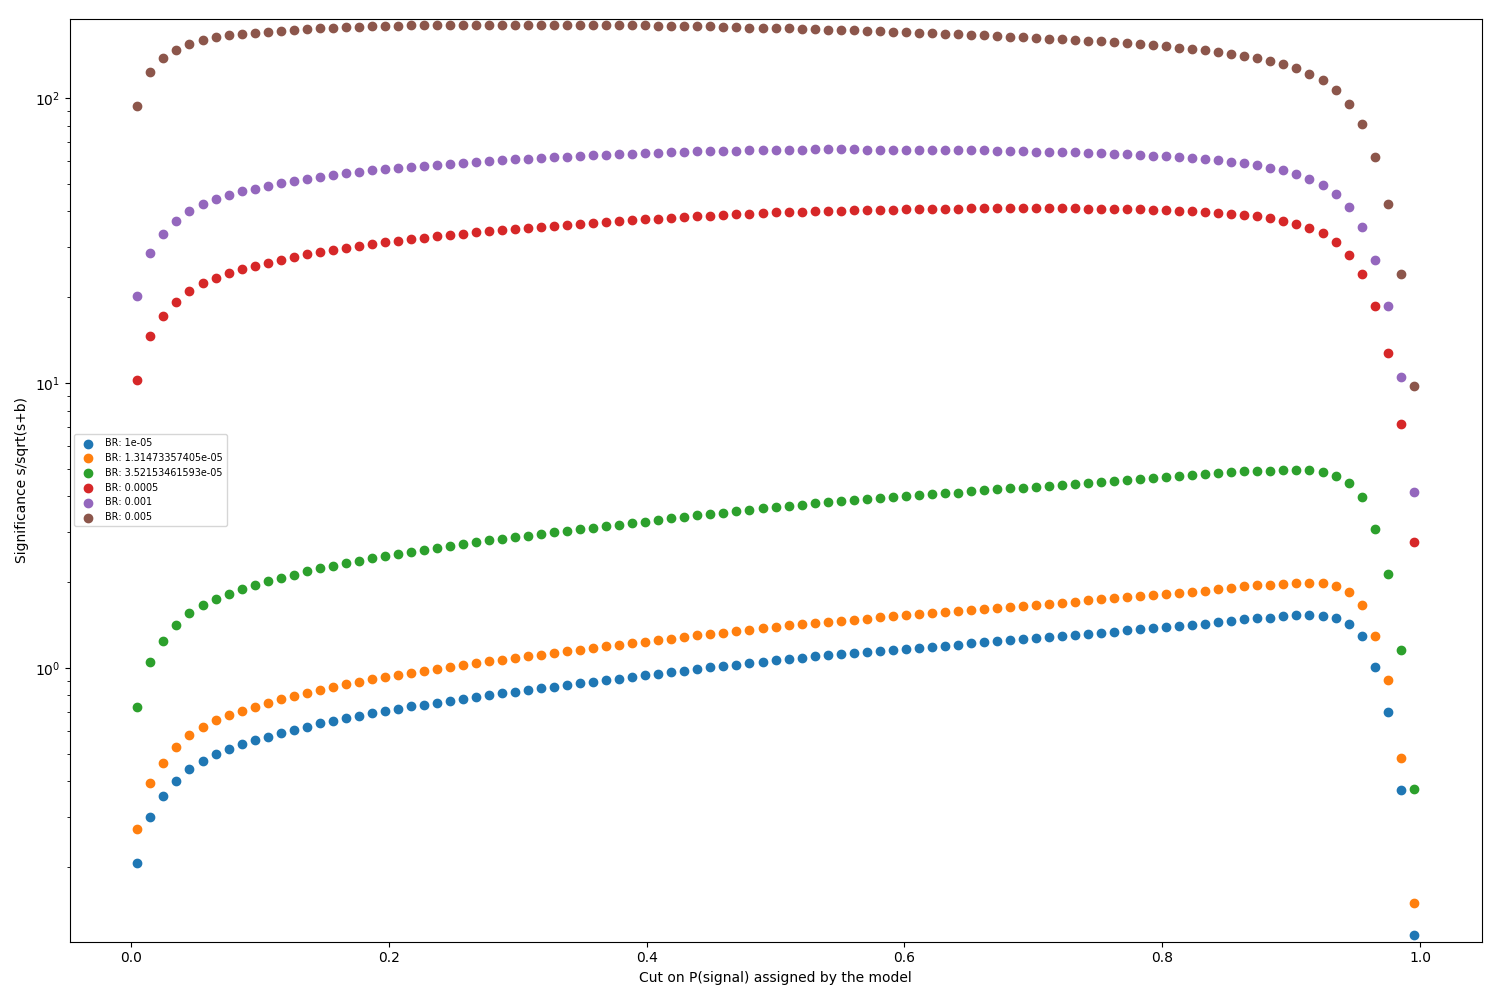 10²
10¹
10⁰
Significance s/sqrt(s+b)
BR: 1e-05
BR: 1.31473357405e-05
BR: 3.52153461593e-05
BR: 0.0005
BR: 0.001
BR: 0.005
0.0 0.2 0.4 0.6 0.8 1.0
Cut on P(signal) assigned by the model